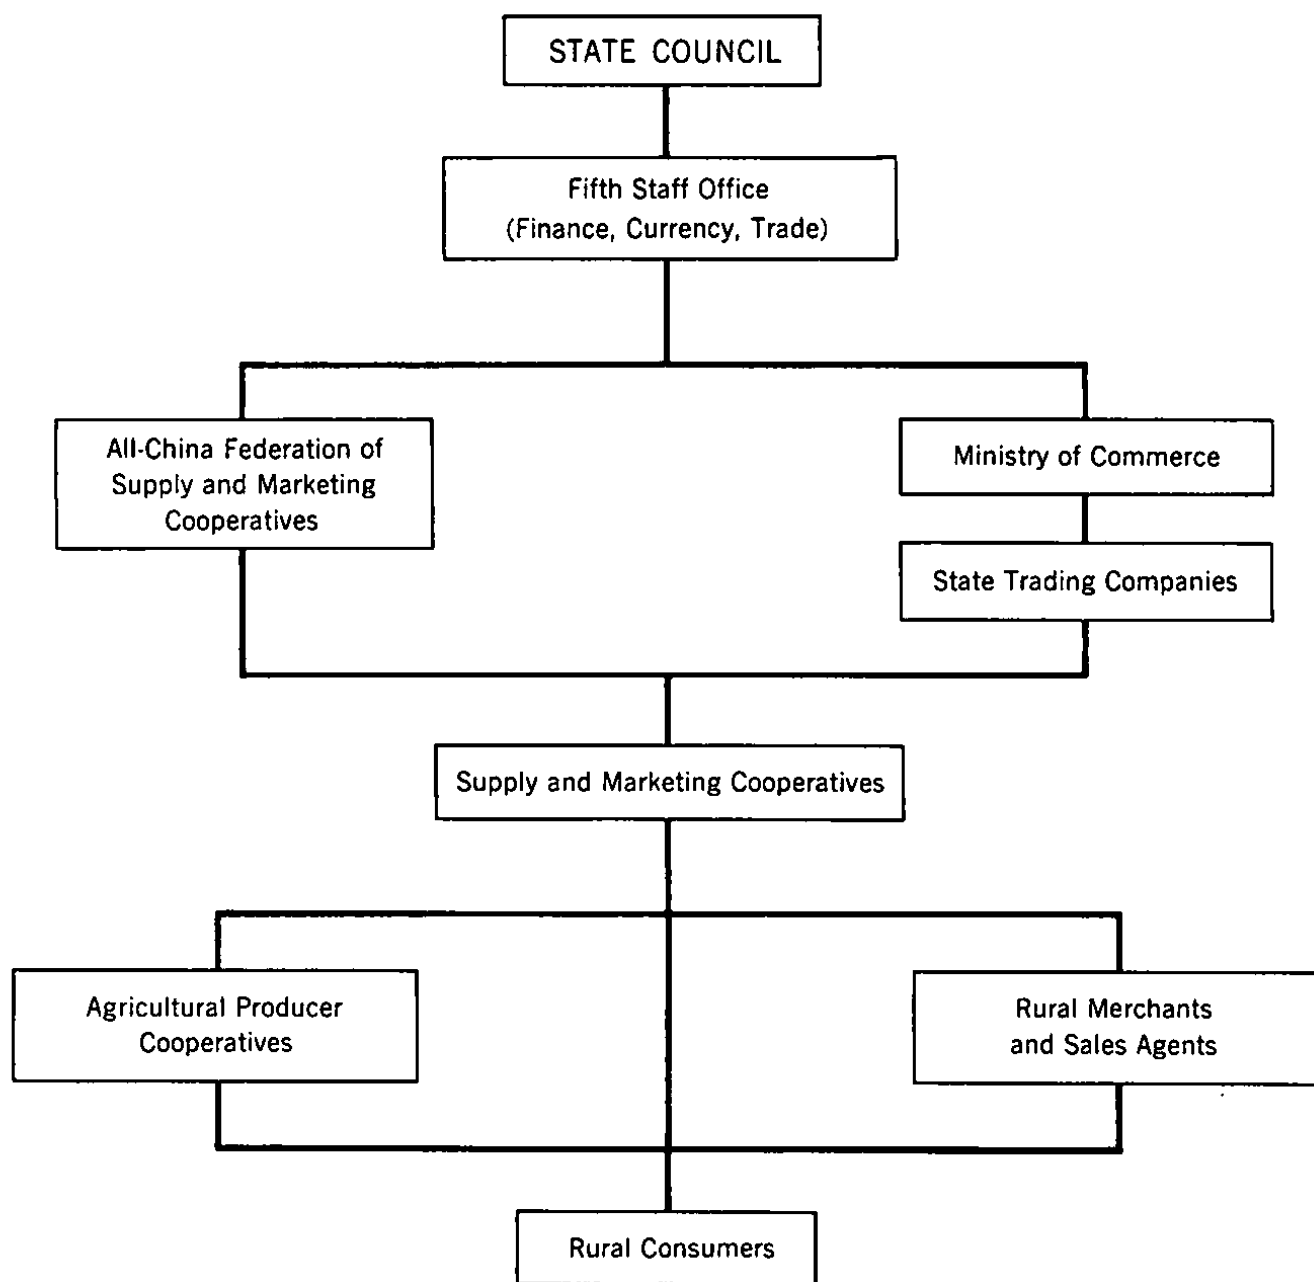 STATE COUNCIL
Fifth Staff Office
(Finance, Currency, Trade)
All-China Federation of
Supply and Marketing
Cooperatives
Ministry of Commerce
State Trading Companies
Supply and Marketing Cooperatives
Agricultural Producer
Cooperatives
Rural Merchants
and Sales Agents
Rural Consumers